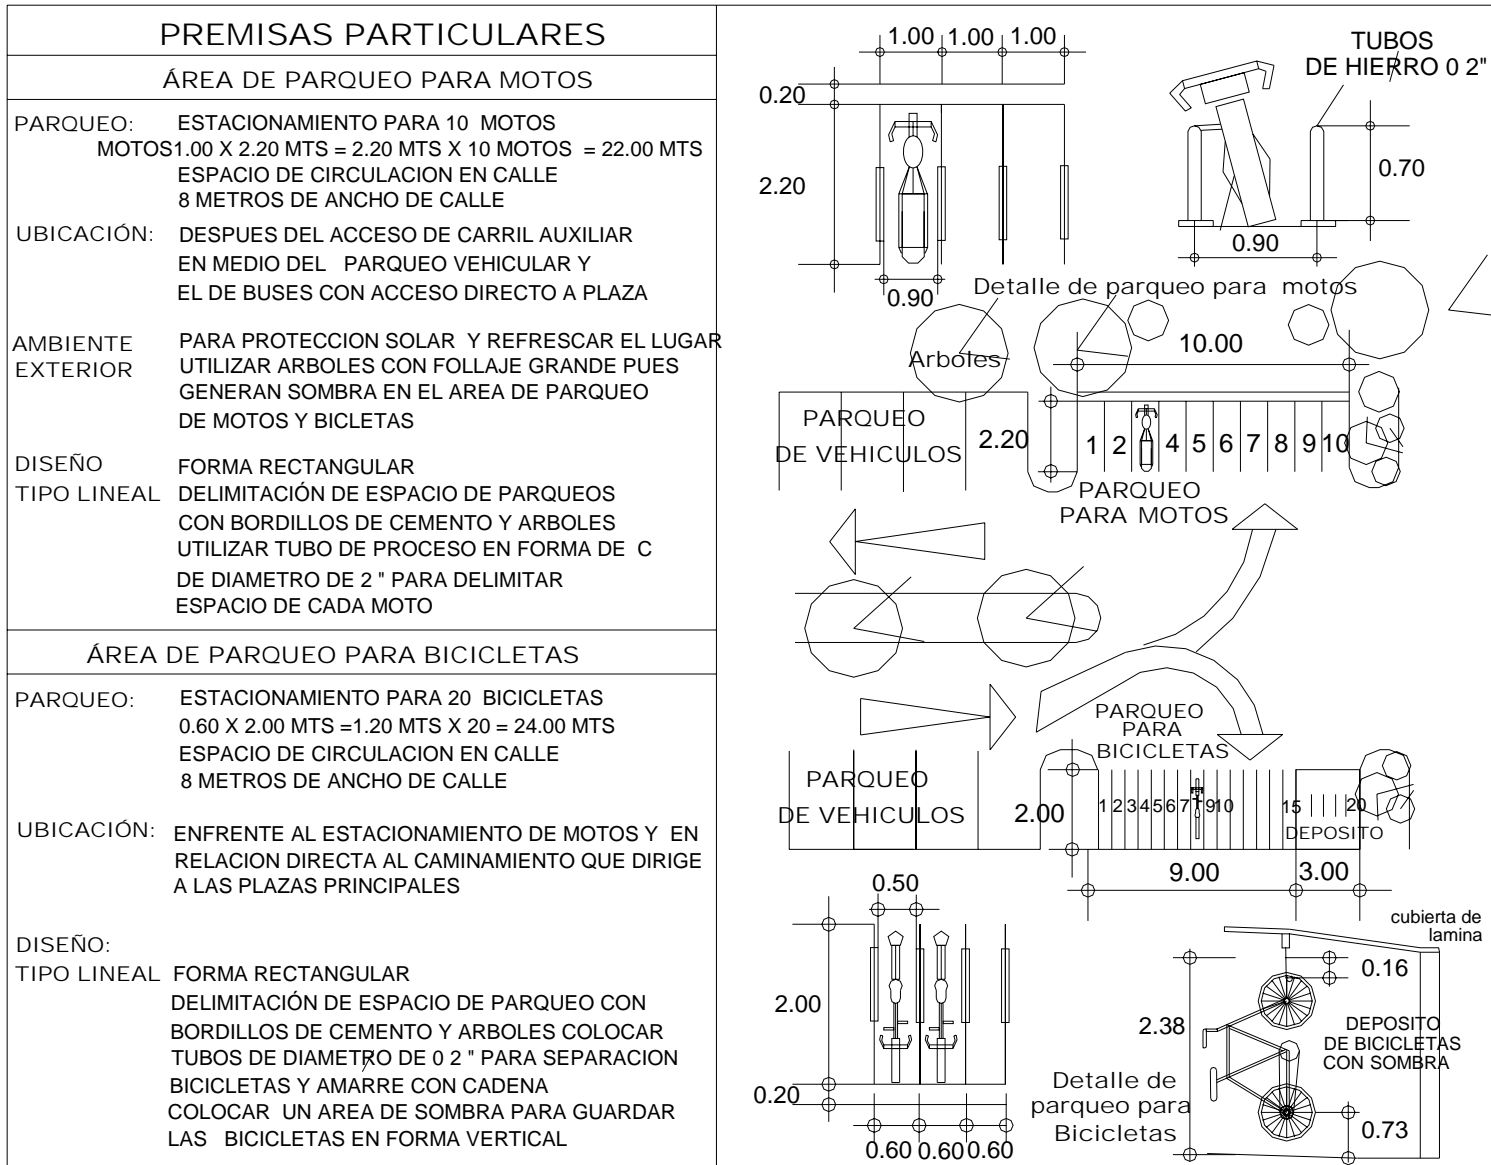 PREMISAS PARTICULARES
ÁREA DE PARQUEO PARA MOTOS
PARQUEO: ESTACIONAMIENTO PARA 10 MOTOS
MOTOS1.00 X 2.20 MTS = 2.20 MTS X 10 MOTOS = 22.00 MTS
ESPACIO DE CIRCULACION EN CALLE
8 METROS DE ANCHO DE CALLE
UBICACIÓN: DESPUES DEL ACCESO DE CARRIL AUXILIAR
EN MEDIO DEL PARQUEO VEHICULAR Y
EL DE BUSES CON ACCESO DIRECTO A PLAZA
AMBIENTE EXTERIOR
PARA PROTECCION SOLAR Y REFRESCAR EL LUGAR
UTILIZAR ARBOLES CON FOLLAJE GRANDE PUES
GENERAN SOMBRA EN EL AREA DE PARQUEO
DE MOTOS Y BICLETAS
DISEÑO FORMA RECTANGULAR
TIPO LINEAL DELIMITACIÓN DE ESPACIO DE PARQUEOS
CON BORDILLOS DE CEMENTO Y ARBOLES
UTILIZAR TUBO DE PROCESO EN FORMA DE C
DE DIAMETRO DE 2 " PARA DELIMITAR
ESPACIO DE CADA MOTO
ÁREA DE PARQUEO PARA BICICLETAS
PARQUEO: ESTACIONAMIENTO PARA 20 BICICLETAS
0.60 X 2.00 MTS =1.20 MTS X 20 = 24.00 MTS
ESPACIO DE CIRCULACION EN CALLE
8 METROS DE ANCHO DE CALLE
UBICACIÓN: ENFRENTE AL ESTACIONAMIENTO DE MOTOS Y EN
RELACION DIRECTA AL CAMINAMIENTO QUE DIRIGE
A LAS PLAZAS PRINCIPALES
DISEÑO:
TIPO LINEAL FORMA RECTANGULAR
DELIMITACIÓN DE ESPACIO DE PARQUEO CON
BORDILLOS DE CEMENTO Y ARBOLES COLOCAR
TUBOS DE DIAMETRO DE 0 2 " PARA SEPARACION
BICICLETAS Y AMARRE CON CADENA
COLOCAR UN AREA DE SOMBRA PARA GUARDAR
LAS BICICLETAS EN FORMA VERTICAL
1.00 1.00 1.00
0.20
2.20
0.90
TUBOS
DE HIERRO 0 2"
0.70
0.90
Detalle de parqueo para motos
Arboles
10.00
PARQUEO
DE VEHICULOS
2.20
1 2 4 5 6 7 8 9 10
PARQUEO
PARA MOTOS
PARQUEO
PARA
BICICLETAS
PARQUEO
DE VEHICULOS
2.00
1 2 3 4 5 6 7 9 10 15 20
DEPOSITO
9.00 3.00
0.50
2.00
0.20
0.60 0.60 0.60
Detalle de
parqueo para
Bicicletas
cubierta de
lamina
0.16
2.38
DEPOSITO
DE BICICLETAS
CON SOMBRA
0.73